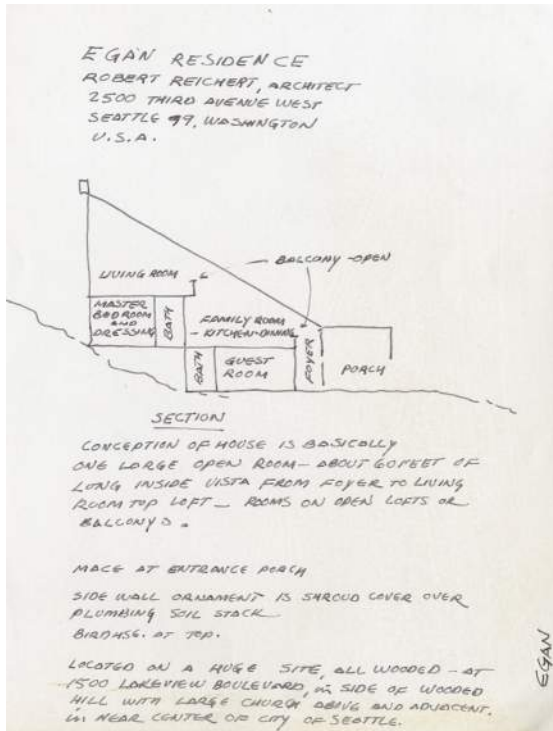 EGAN RESIDENCE
ROBERT REICHERT, ARCHITECT
2500 THIRD AVENUE WEST
SEATTLE 99, WASHINGTON
U.S.A.
BALCONY-OPEN
LIVING ROOM
MASTER
BEDROOM
AND
DRESSING
BATH
FAMILY ROOM
-KITCHEN-DINING
BATH
GUEST
ROOM
FOYER
PORCH
SECTION
CONCEPTION OF HOUSE IS BASICALLY
ONE LARGE OPEN ROOM - ABOUT 60 FEET OF
LONG INSIDE VISTA FROM FOYER TO LIVING
ROOM TOP LOFT - ROOMS ON OPEN LOFTS OR
BALCONYS.
MACE AT ENTRANCE PORCH
SIDE WALL ORNAMENT IS SHROUD COVER OVER
PLUMBING SOIL STACK
BIRDHSG. AT TOP.
LOCATED ON A HUGE SITE, ALL WOODED - AT
1500 LAKEVIEW BOULEVARD, in SIDE OF WOODED
HILL WITH LARGE CHURCH ABOVE AND ADJACENT.
in NEAR CENTER OF CITY OF SEATTLE.
EGAN